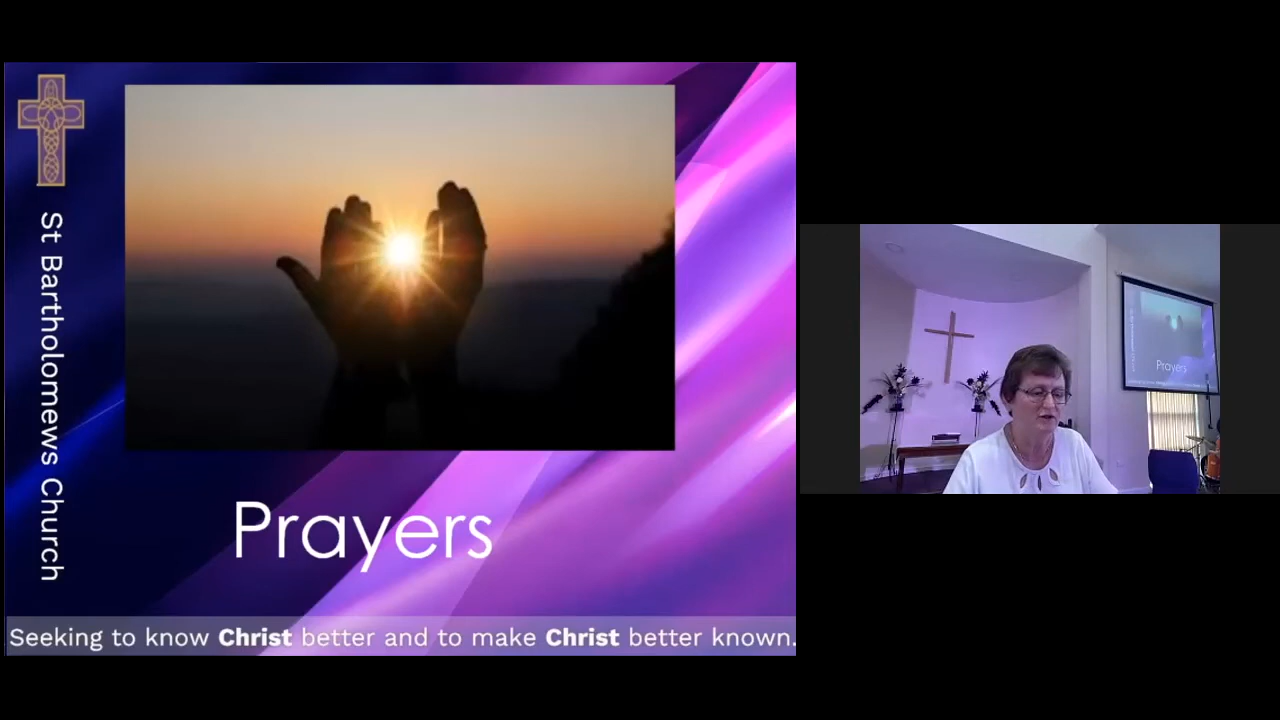 St Bartholomews Church
Prayers
Seeking to know Christ better and to make Christ better known.
Prayers